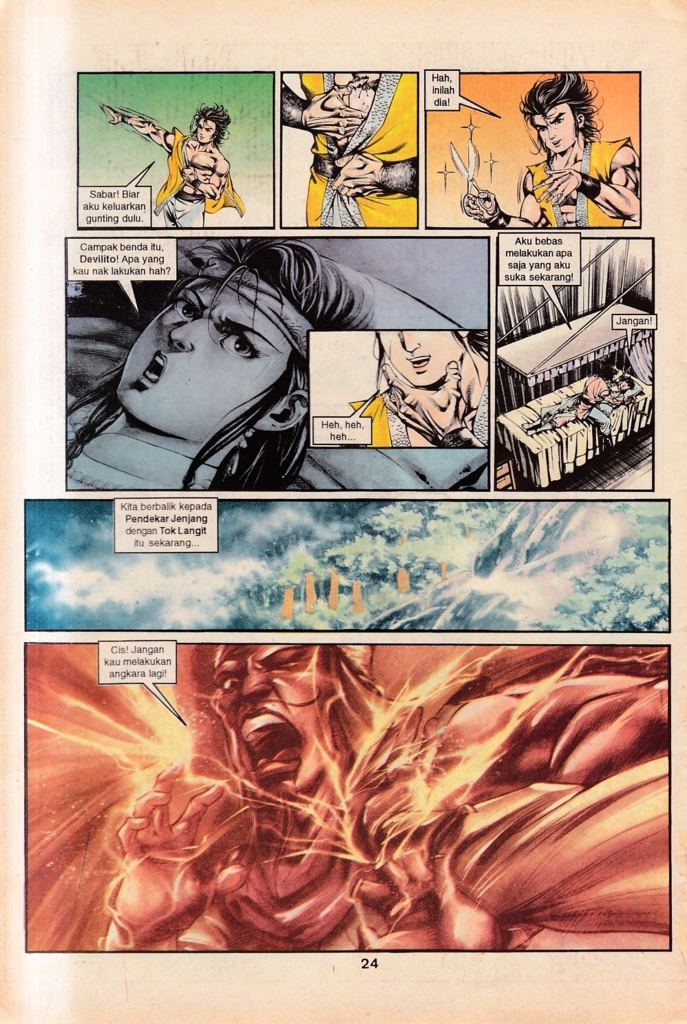 Sabar! Biar
aku keluarkan
gunting dulu.
Hah,
inilah
dia!
Campak benda itu,
Devilito! Apa yang
kau nak lakukan hah?
Heh, heh,
heh...
Aku bebas
melakukan apa
saja yang aku
suka sekarang!
Jangan!
Kita berbalik kepada
Pendekar Jenjang
dengan Tok Langit
itu sekarang...
Cis! Jangan
kau melakukan
angkara lagi!
24